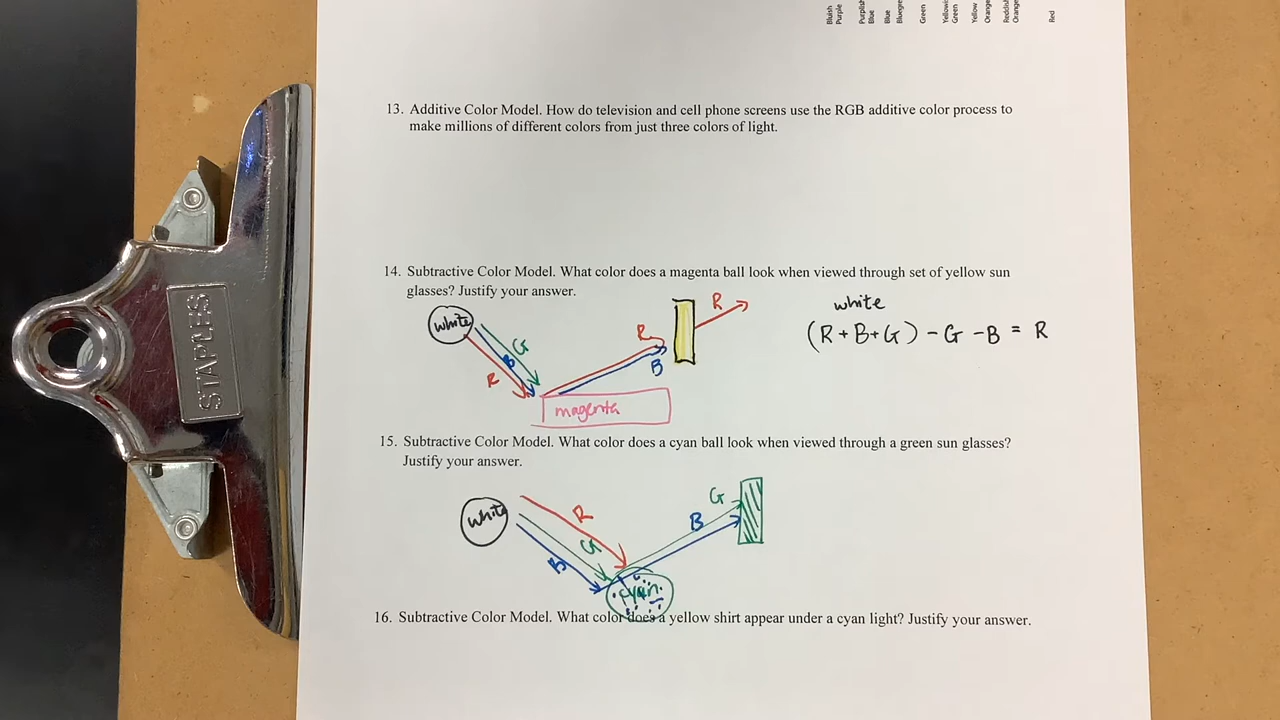 Bluish
Purple
Blue
Blue
Green
Green
Yellow
Orange
Red
13. Additive Color Model. How do television and cell phone screens use the RGB additive color process to
make millions of different colors from just three colors of light.
14. Subtractive Color Model. What color does a magenta ball look when viewed through set of yellow sun
glasses? Justify your answer.
white
G
B
R
R
B
R
magenta
white
(R+B+G) - G - B = R
15. Subtractive Color Model. What color does a cyan ball look when viewed through a green sun glasses?
Justify your answer.
white
R
G
B
G
B
cyan
16. Subtractive Color Model. What color does a yellow shirt appear under a cyan light? Justify your answer.
STAPLES